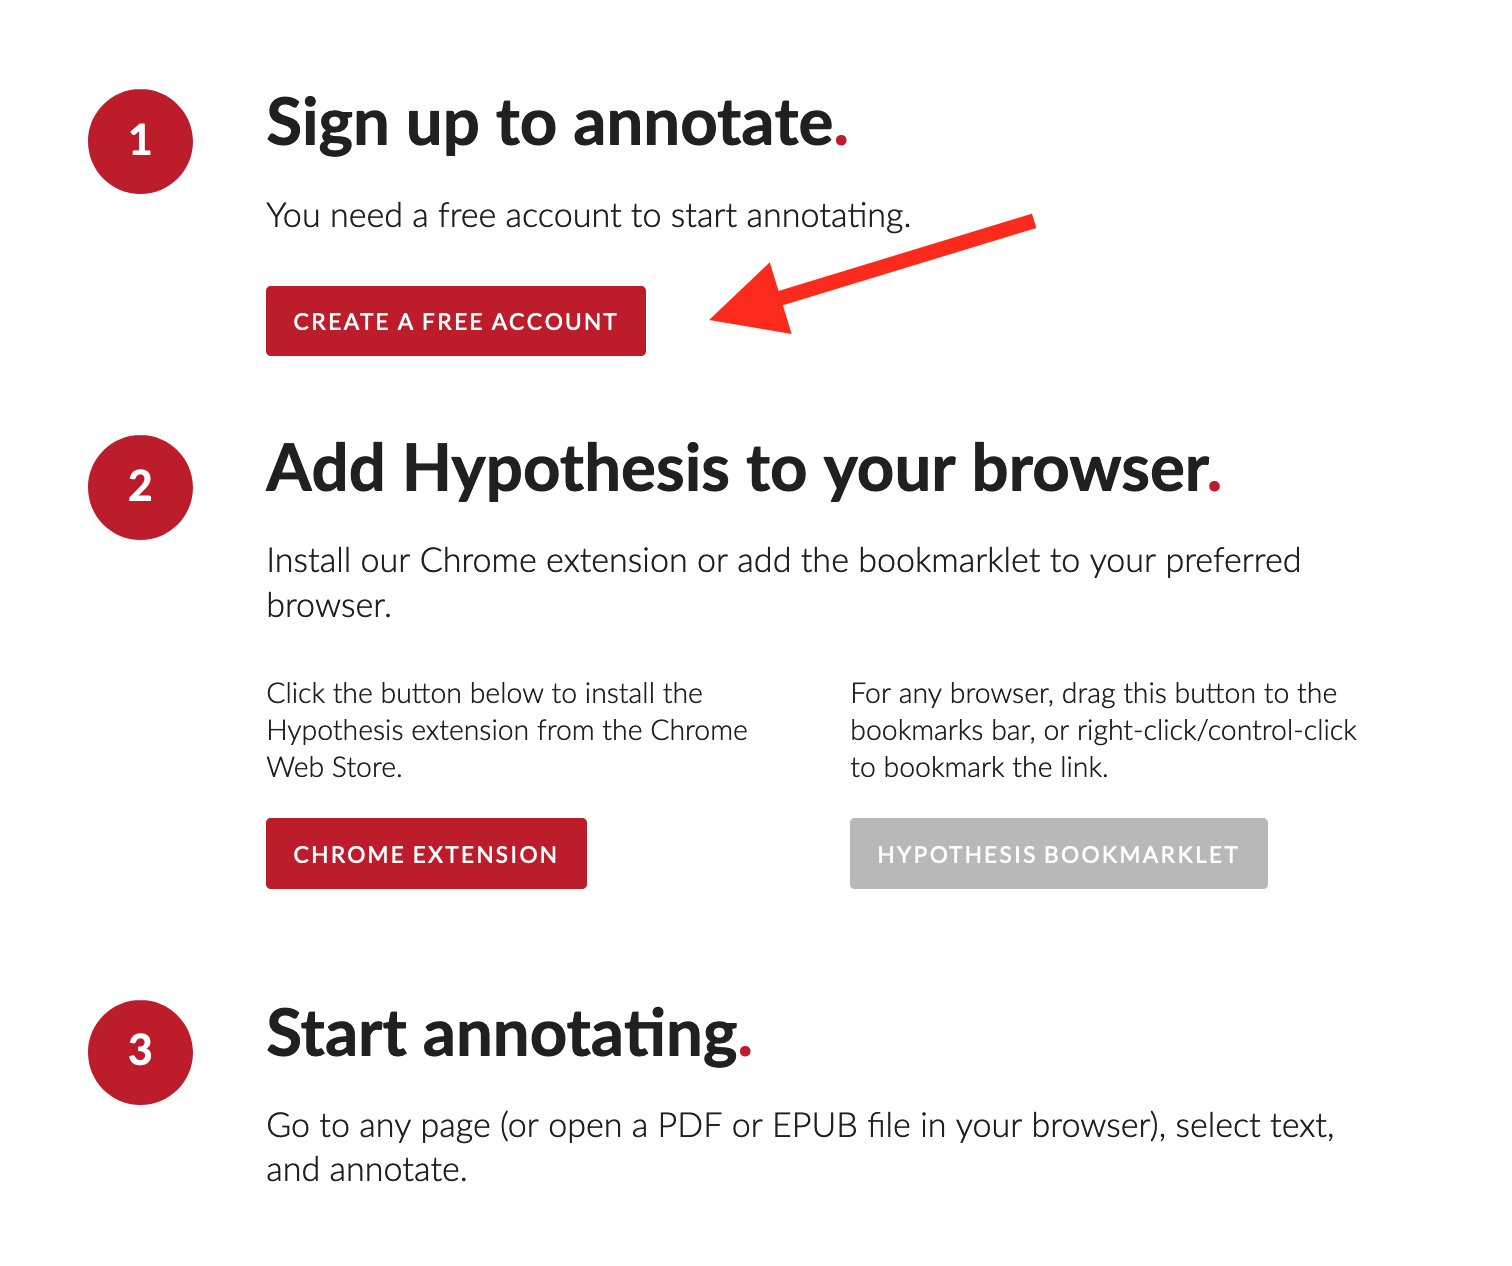 1
Sign up to annotate.
You need a free account to start annotating.
CREATE A FREE ACCOUNT
2
Add Hypothesis to your browser.
Install our Chrome extension or add the bookmarklet to your preferred
browser.
Click the button below to install the
Hypothesis extension from the Chrome
Web Store.
CHROME EXTENSION
For any browser, drag this button to the
bookmarks bar, or right-click/control-click
to bookmark the link.
HYPOTHESIS BOOKMARKLET
3
Start annotating.
Go to any page (or open a PDF or EPUB file in your browser), select text,
and annotate.